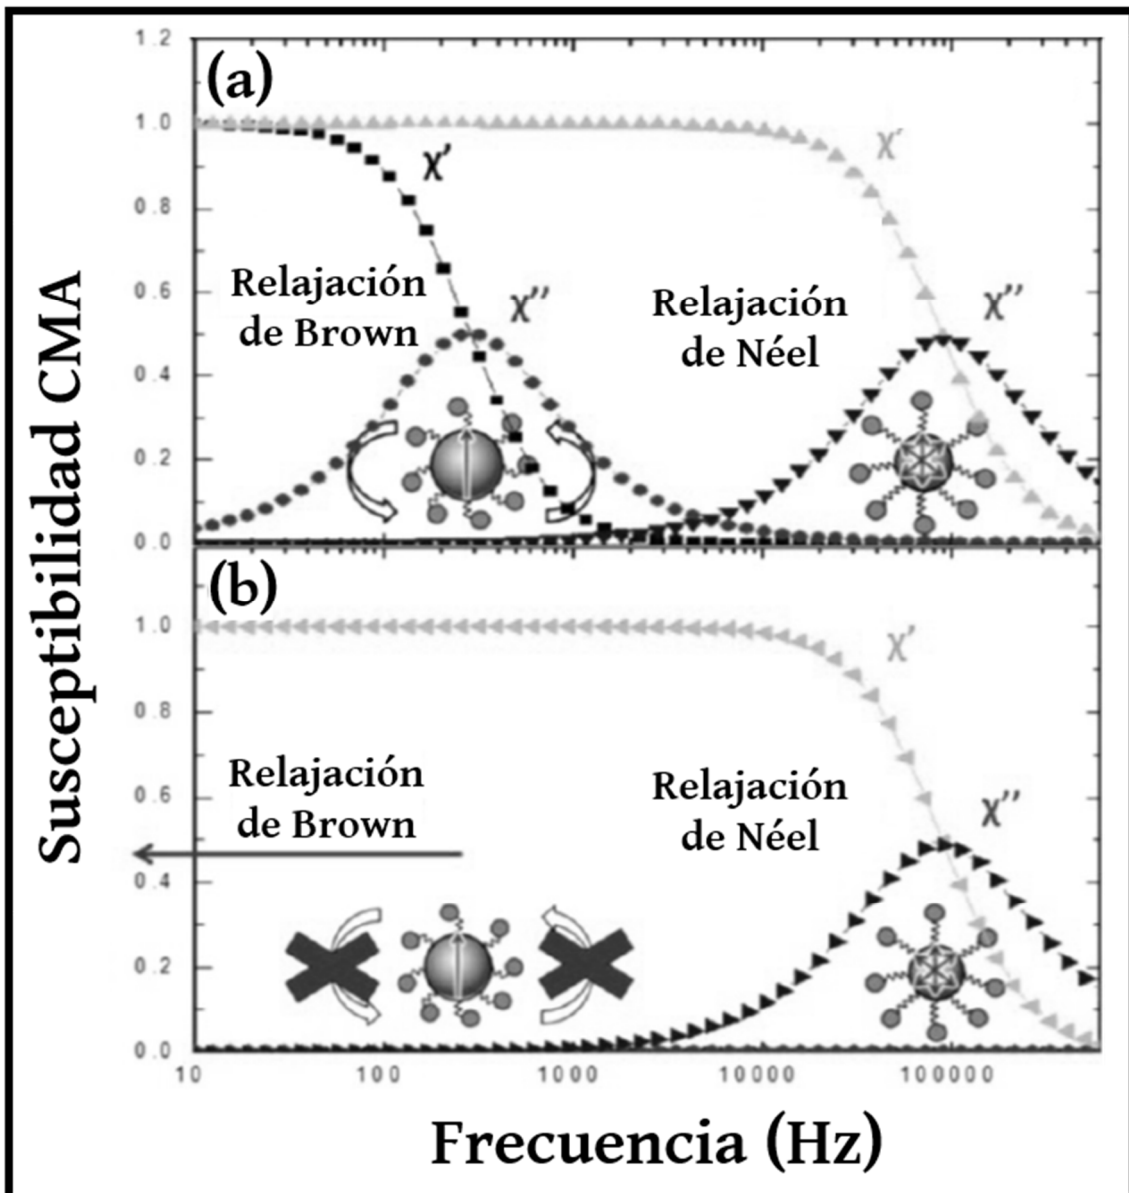 Susceptibilidad CMA
(a)
1.2
1.0
0.8
0.6
0.4
0.2
0.0
χ'
χ''
Relajación
de Brown
Relajación
de Néel
χ'
χ''
(b)
1.0
0.8
0.6
0.4
0.2
0.0
Relajación
de Brown
Relajación
de Néel
χ'
χ''
10 100 1000 10000 100000
Frecuencia (Hz)